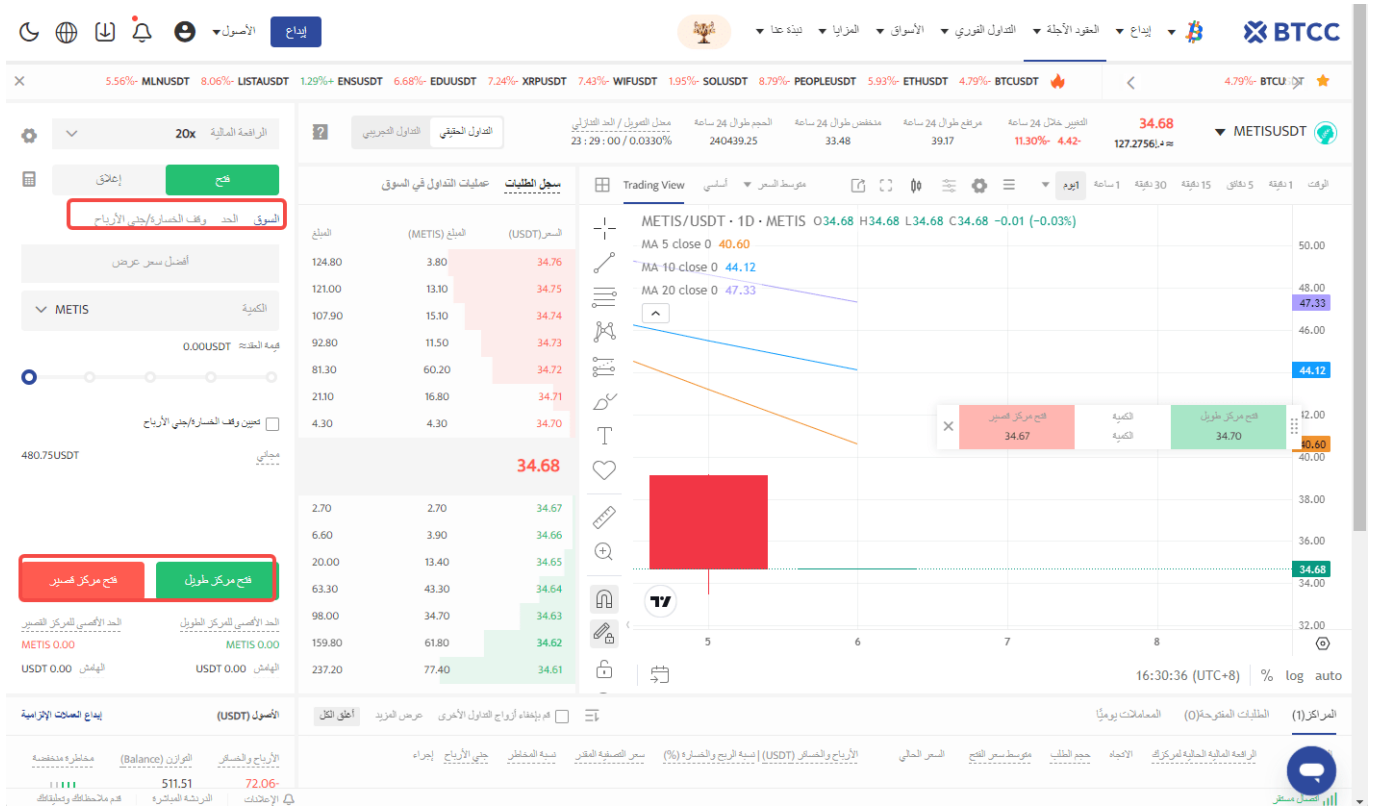 BTCC
إيداع
العقود الآجلة
التداول الفوري
الأسواق
المزايا
نبذة عنا
إيداع
الأصول
4.79%- BTCUSDT
4.79%- BTCUSDT 5.93%- ETHUSDT 8.79%- PEOPLEUSDT 1.95%- SOLUSDT 7.43%- WIFUSDT 7.24%- XRPUSDT 6.68%- EDUUSDT 1.29%+ ENSUSDT 8.06%- LISTAUSDT 5.56%- MLNUSDT
METISUSDT
34.68
التغيير خلال 24 ساعة
11.30%- 4.42-
مرتفع طوال 24 ساعة
39.17
منخفض طوال 24 ساعة
33.48
الحجم طوال 24 ساعة
240439.25
معدل التمويل / العد التنازلي
23 : 29 : 00 / 0.0330%
التداول الحقيقي
التداول التجريبي
الرافعة المالية 20x
فتح
إغلاق
السوق الحد وقف الخسارة/جني الأرباح
أفضل سعر عرض
الكمية
METIS
قيمة العقد≈ 0.00USDT
تعيين وقف الخسارة/جني الأرباح
مجاني
480.75USDT
فتح مركز طويل
فتح مركز قصير
الحد الأقصى للمركز الطويل
الحد الأقصى للمركز القصير
METIS 0.00
METIS 0.00
الهامش USDT 0.00
الهامش USDT 0.00
سجل الطلبات
عمليات التداول في السوق
السعر(USDT) المبلغ (METIS) المبلغ
34.76 3.80 124.80
34.75 13.10 121.00
34.74 15.10 107.90
34.73 11.50 92.80
34.72 60.20 81.30
34.71 16.80 21.10
34.70 4.30 4.30
34.68
34.67 2.70 2.70
34.66 3.90 6.60
34.65 13.40 20.00
34.64 43.30 63.30
34.63 34.70 98.00
34.62 61.80 159.80
34.61 77.40 237.20
الوقت 1 دقيقة 5 دقائق 15 دقيقة 30 دقيقة 1 ساعة 1يوم
متوسط السعر
أساسي
Trading View
METIS/USDT · 1D · METIS O34.68 H34.68 L34.68 C34.68 −0.01 (−0.03%)
MA 5 close 0 40.60
MA 10 close 0 44.12
MA 20 close 0 47.33
50.00
48.00
47.33
46.00
44.12
40.60
40.00
38.00
36.00
34.68
34.00
32.00
فتح مركز طويل
34.70
الكمية
الكمية
فتح مركز قصير
34.67
5 6 7 8
16:30:36 (UTC+8) % log auto
المراكز(1)
الطلبات المفتوحة(0)
المعاملات يوميًا
قم بإخفاء أزواج التداول الأخرى
عرض المزيد
أغلق الكل
الرافعة المالية الحالية لمركزك الاتجاه حجم الطلب متوسط سعر الفتح السعر الحالي الأرباح والخسائر (USDT) | نسبة الربح والخسارة (%) سعر التصفية المقدر نسبة المخاطر جني الأرباح إجراء
الأصول (USDT)
إيداع العملات الإلزامية
الأرباح والخسائر
التوازن (Balance)
مخاطرة منخفضة
72.06-
511.51
اتصال مستقر
الإعلانات
الدردشة المباشرة
قدم ملاحظاتك وتعليقاتك